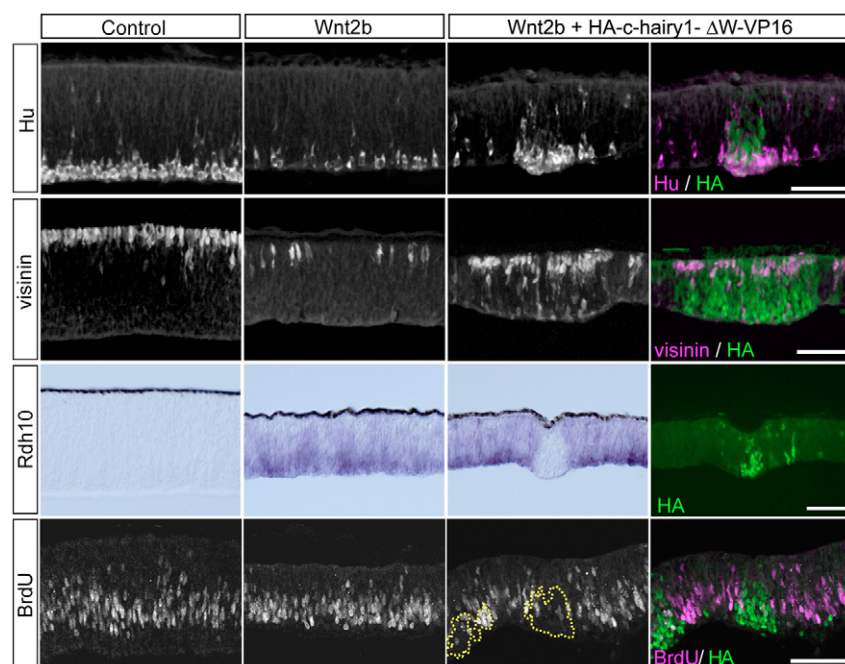 Control
Wnt2b
Wnt2b + HA-c-hairy1- ΔW-VP16
Hu
Hu / HA
visinin
visinin / HA
Rdh10
HA
BrdU
BrdU/ HA